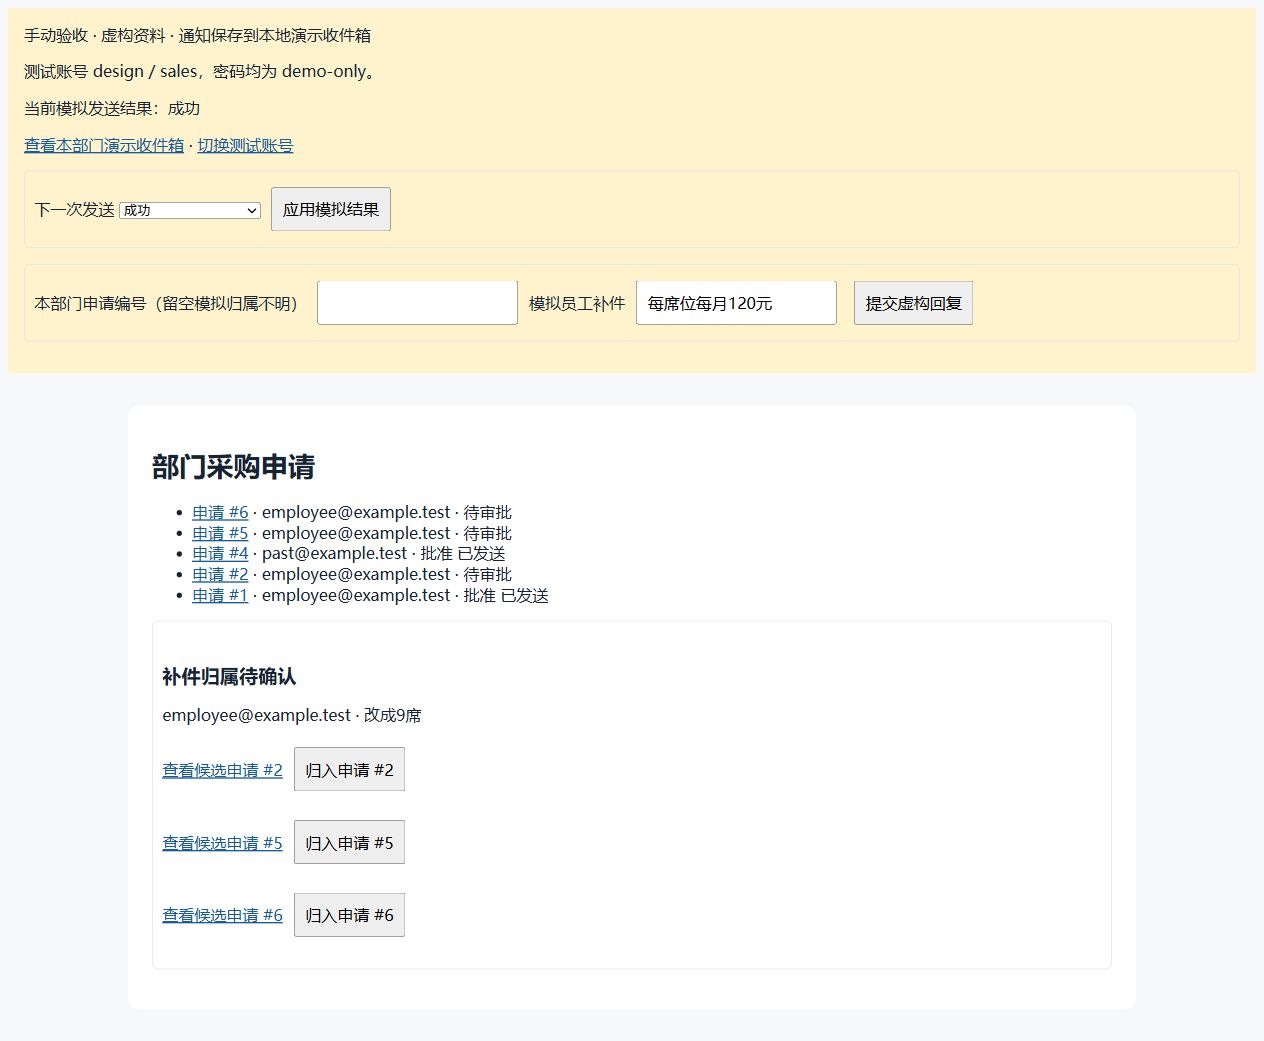 手动验收 · 虚构资料 · 通知保存到本地演示收件箱
测试账号 design / sales，密码均为 demo-only。
当前模拟发送结果：成功
查看本部门演示收件箱 · 切换测试账号
下一次发送 成功 应用模拟结果
本部门申请编号（留空模拟归属不明） 模拟员工补件 每席位每月120元 提交虚构回复
部门采购申请
申请 #6 · employee@example.test · 待审批
申请 #5 · employee@example.test · 待审批
申请 #4 · past@example.test · 批准 已发送
申请 #2 · employee@example.test · 待审批
申请 #1 · employee@example.test · 批准 已发送
补件归属待确认
employee@example.test · 改成9席
查看候选申请 #2 归入申请 #2
查看候选申请 #5 归入申请 #5
查看候选申请 #6 归入申请 #6